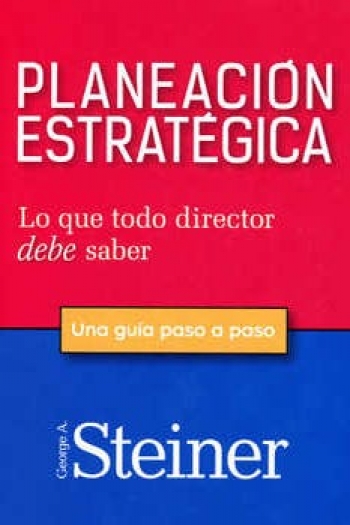 PLANEACIÓN
ESTRATÉGICA
Lo que todo director
debe saber
Una guía paso a paso
George A.
Steiner